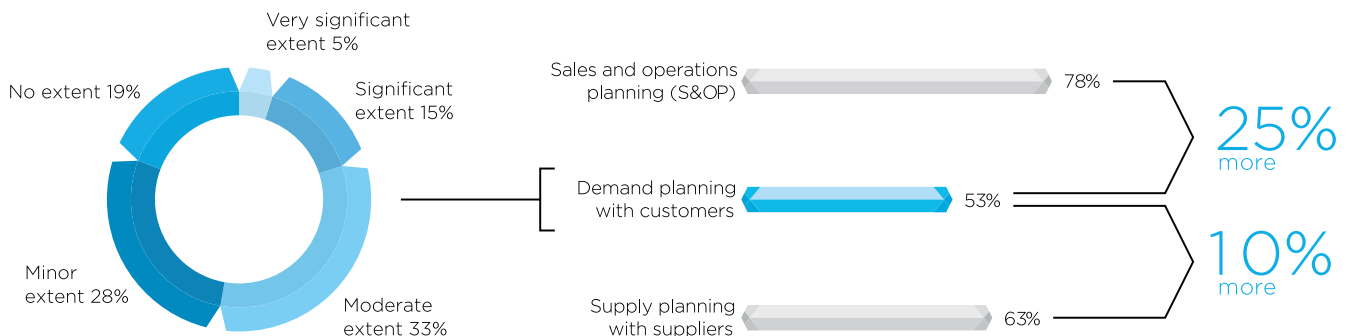 Very significant
extent 5%
Significant
extent 15%
Moderate
extent 33%
Minor
extent 28%
No extent 19%
Sales and operations
planning (S&OP)
78%
Demand planning
with customers
53%
Supply planning
with suppliers
63%
25%
more
10%
more